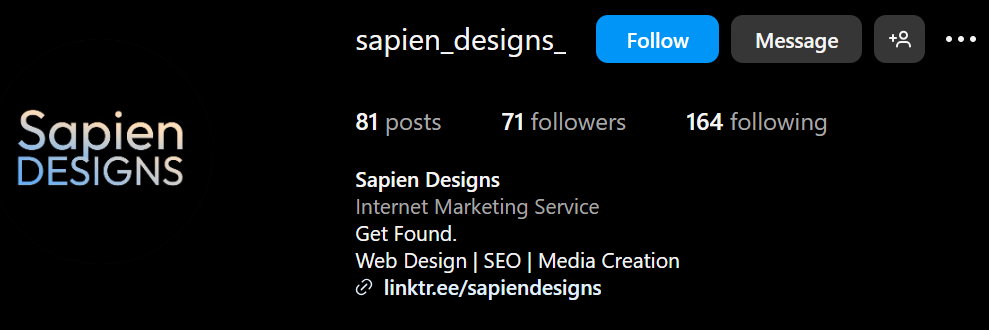 sapien_designs_ Follow Message
Sapien
DESIGNS
81 posts 71 followers 164 following
Sapien Designs
Internet Marketing Service
Get Found.
Web Design | SEO | Media Creation
linktr.ee/sapiendesigns